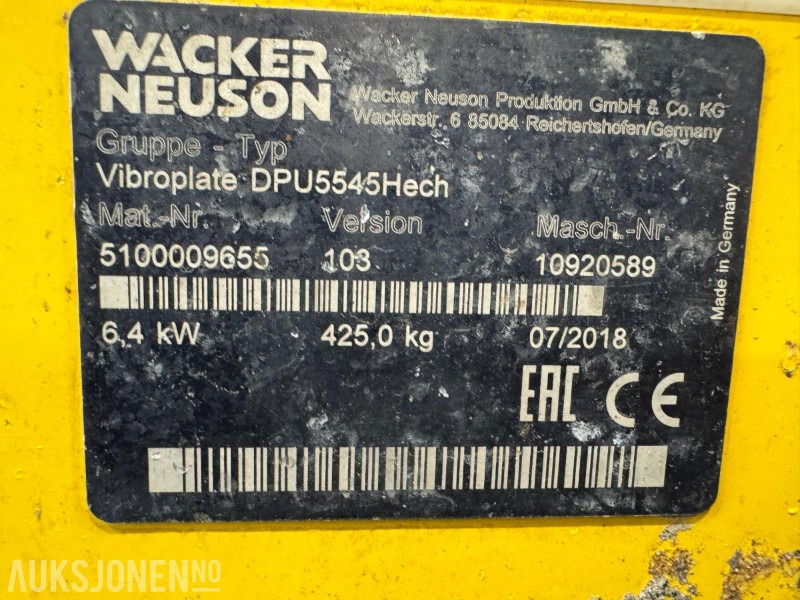 WACKER
NEUSON
Wacker Neuson Produktion GmbH & Co. KG
Wackerstr. 6 85084 Reichertshofen/Germany
Gruppe - Typ
Vibroplate DPU5545Hech
Mat.-Nr. Version Masch.-Nr.
5100009655 103 10920589
6,4 kW 425,0 kg 07/2018
Made in Germany
EAC CE
AUKSJONEN.NO